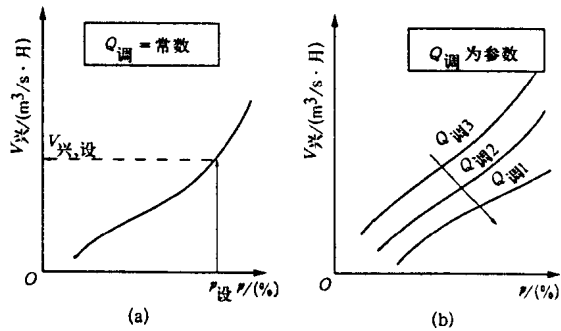 Q调 = 常数
V兴/(m³/s · 月)
V兴,设
O
P设
P/(%)
(a)
Q调为参数
V兴/(m³/s · 月)
Q调3
Q调2
Q调1
O
P/(%)
(b)